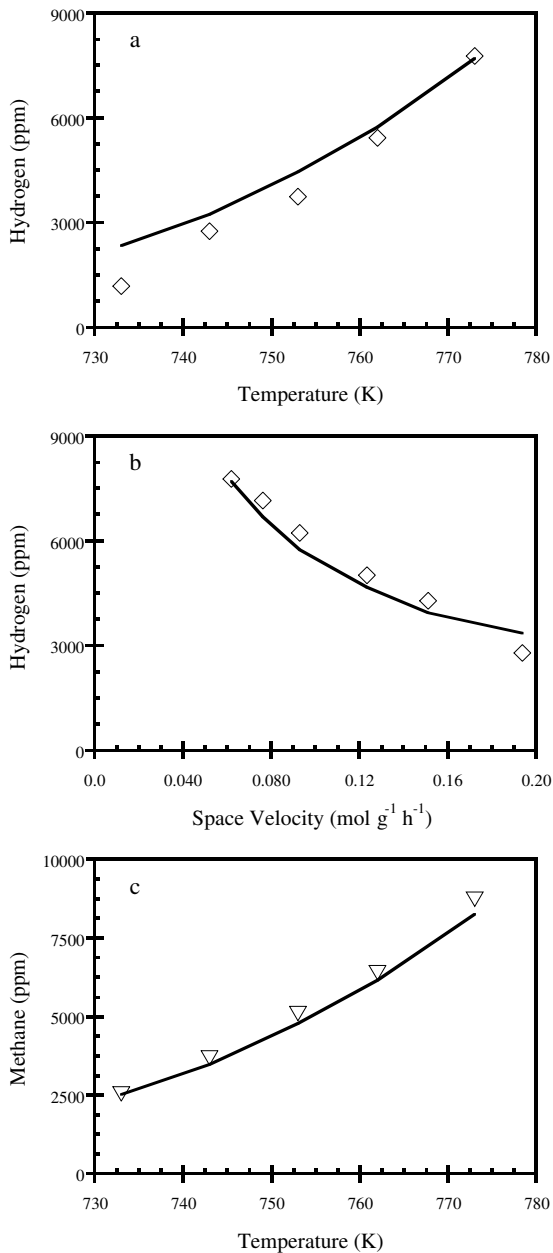 9000
a
6000
3000
0
Hydrogen (ppm)
730 740 750 760 770 780
Temperature (K)
9000
b
6000
3000
0
Hydrogen (ppm)
0.0 0.040 0.080 0.12 0.16 0.20
Space Velocity (mol g⁻¹ h⁻¹)
10000
c
7500
5000
2500
0
Methane (ppm)
730 740 750 760 770 780
Temperature (K)